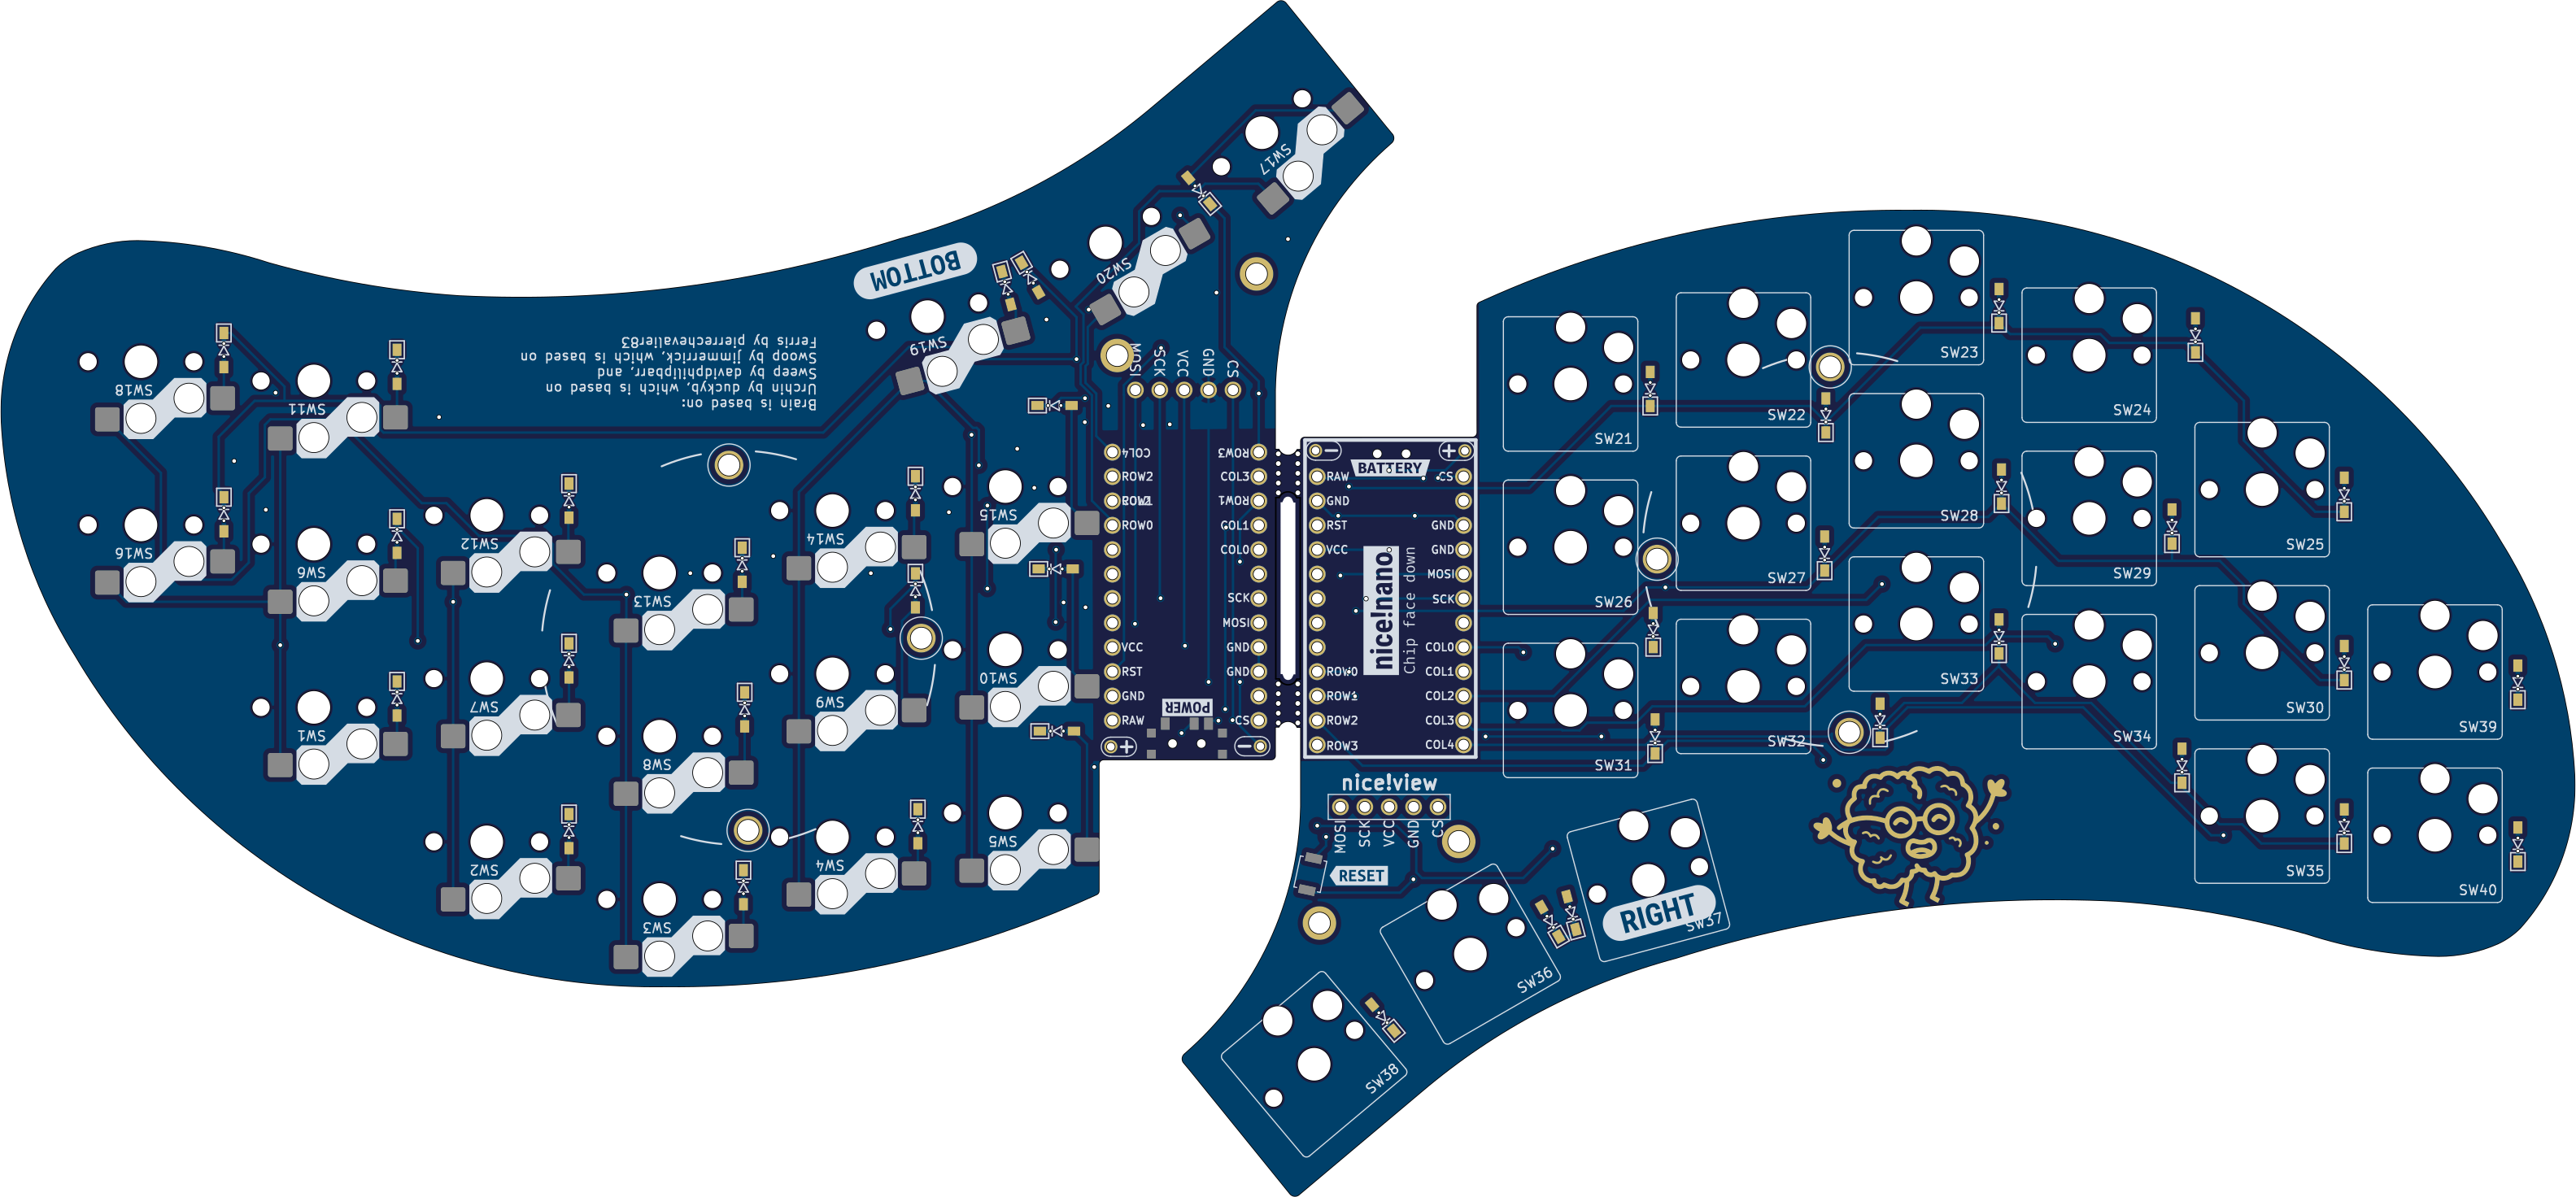 SW17
SW20
BOTTOM
SW19
Brain is based on:
Urchin by duckyb, which is based on
Sweep by davidphilipbarr, and
Swoop by jimmerrick, which is based on
Ferris by pierrechevalier83
MOSI
SCK
VCC
GND
CS
SW18
SW11
SW16
SW6
SW12
SW13
SW14
SW15
SW1
SW7
SW8
SW9
SW10
SW2
SW3
SW4
SW5
COL4
ROW2
ROW0
VCC
RST
GND
RAW
ROW3
COL3
ROW1
COL1
COL0
SCK
MOSI
GND
GND
CS
POWER
+
-
-
+
BATTERY
RAW
GND
RST
VCC
ROW0
ROW1
ROW2
ROW3
CS
GND
GND
MOSI
SCK
COL0
COL1
COL2
COL3
COL4
nice!nano
Chip face down
nice!view
MOSI
SCK
VCC
GND
CS
RESET
SW21
SW22
SW23
SW24
SW25
SW26
SW27
SW28
SW29
SW30
SW31
SW32
SW33
SW34
SW35
SW39
SW40
RIGHT
SW37
SW36
SW38